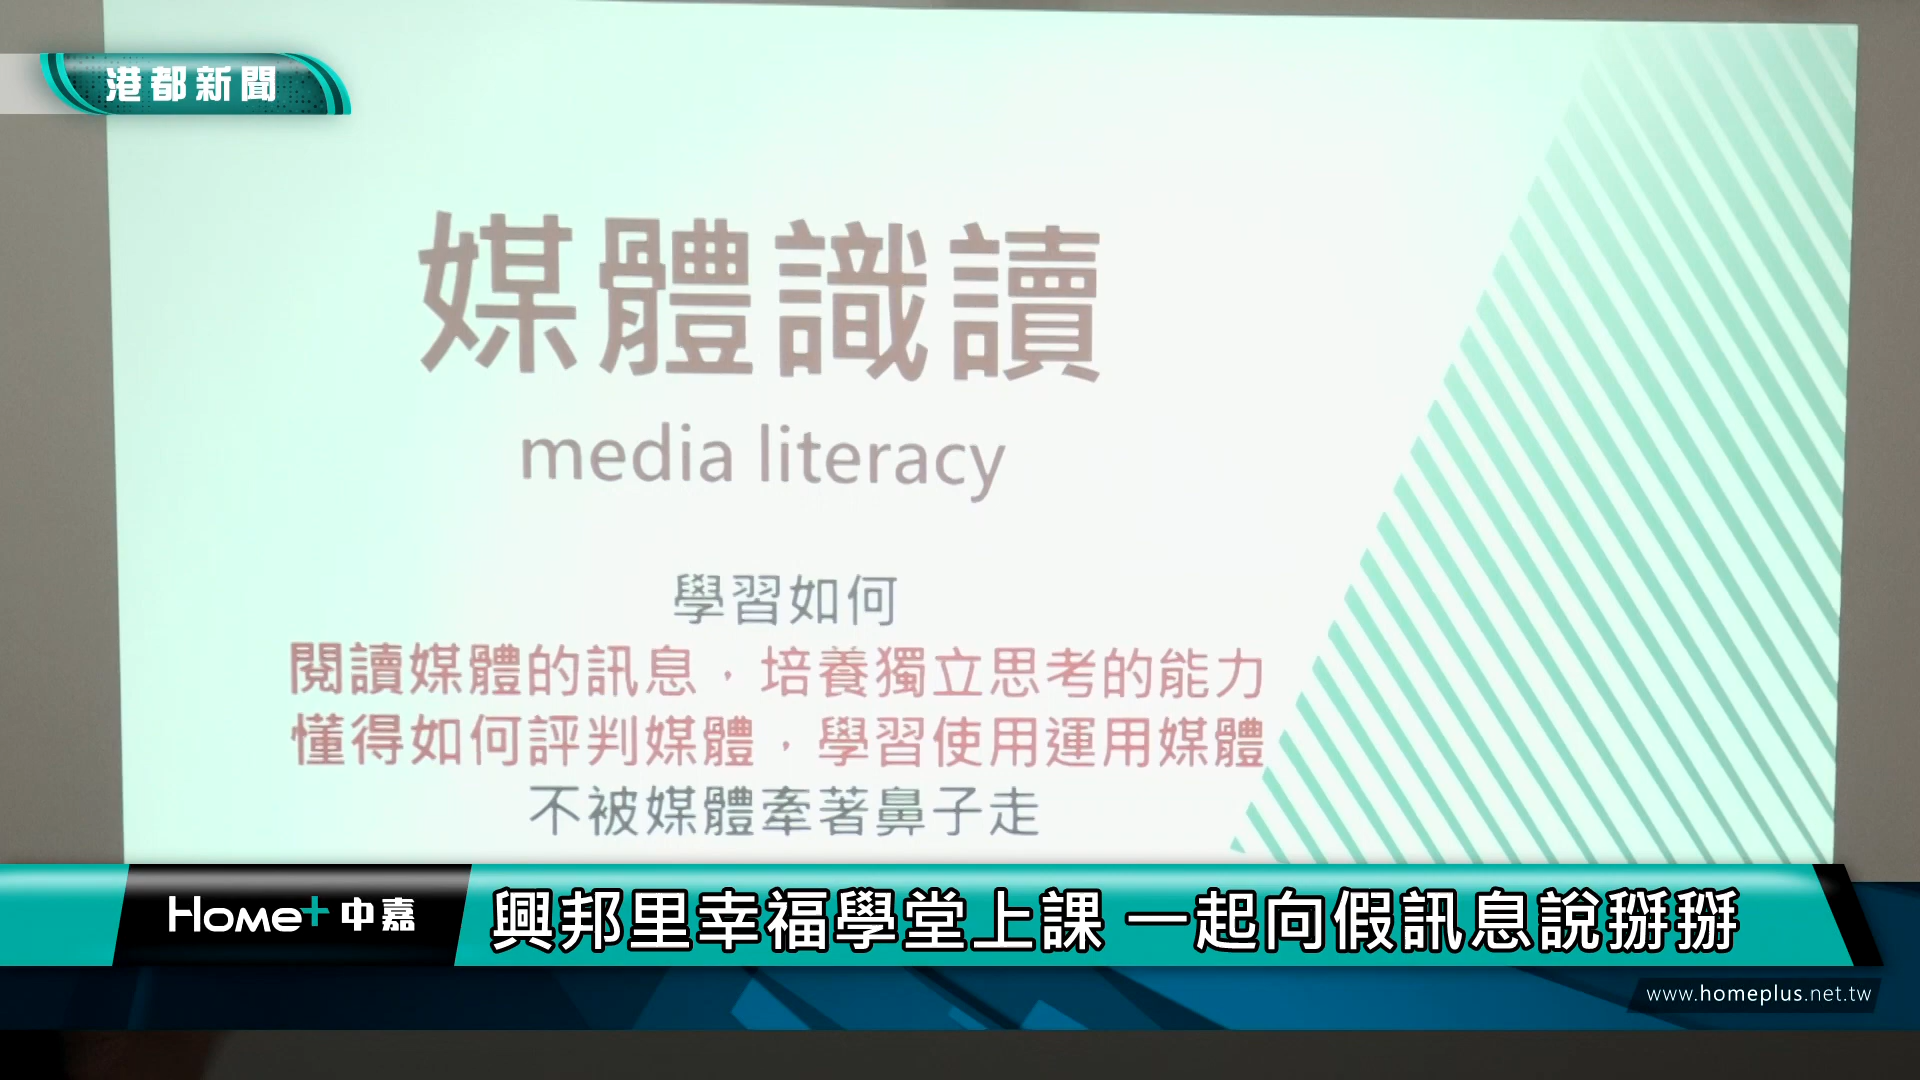 港都新聞
媒體識讀
media literacy
學習如何
閱讀媒體的訊息，培養獨立思考的能力
懂得如何評判媒體，學習使用運用媒體
不被媒體牽著鼻子走
Home+中嘉
興邦里幸福學堂上課 一起向假訊息說掰掰
www.homeplus.net.tw